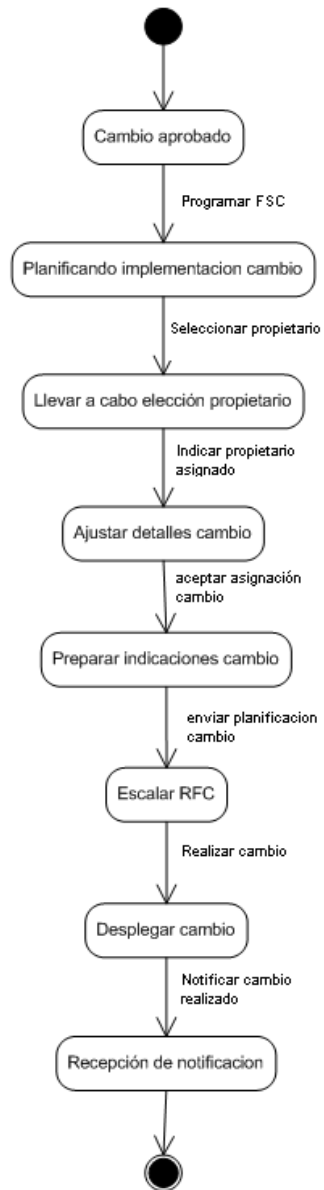 Cambio aprobado
Programar FSC
Planificando implementacion cambio
Seleccionar propietario
Llevar a cabo elección propietario
Indicar propietario
asignado
Ajustar detalles cambio
aceptar asignación
cambio
Preparar indicaciones cambio
enviar planificacion
cambio
Escalar RFC
Realizar cambio
Desplegar cambio
Notificar cambio
realizado
Recepción de notificacion